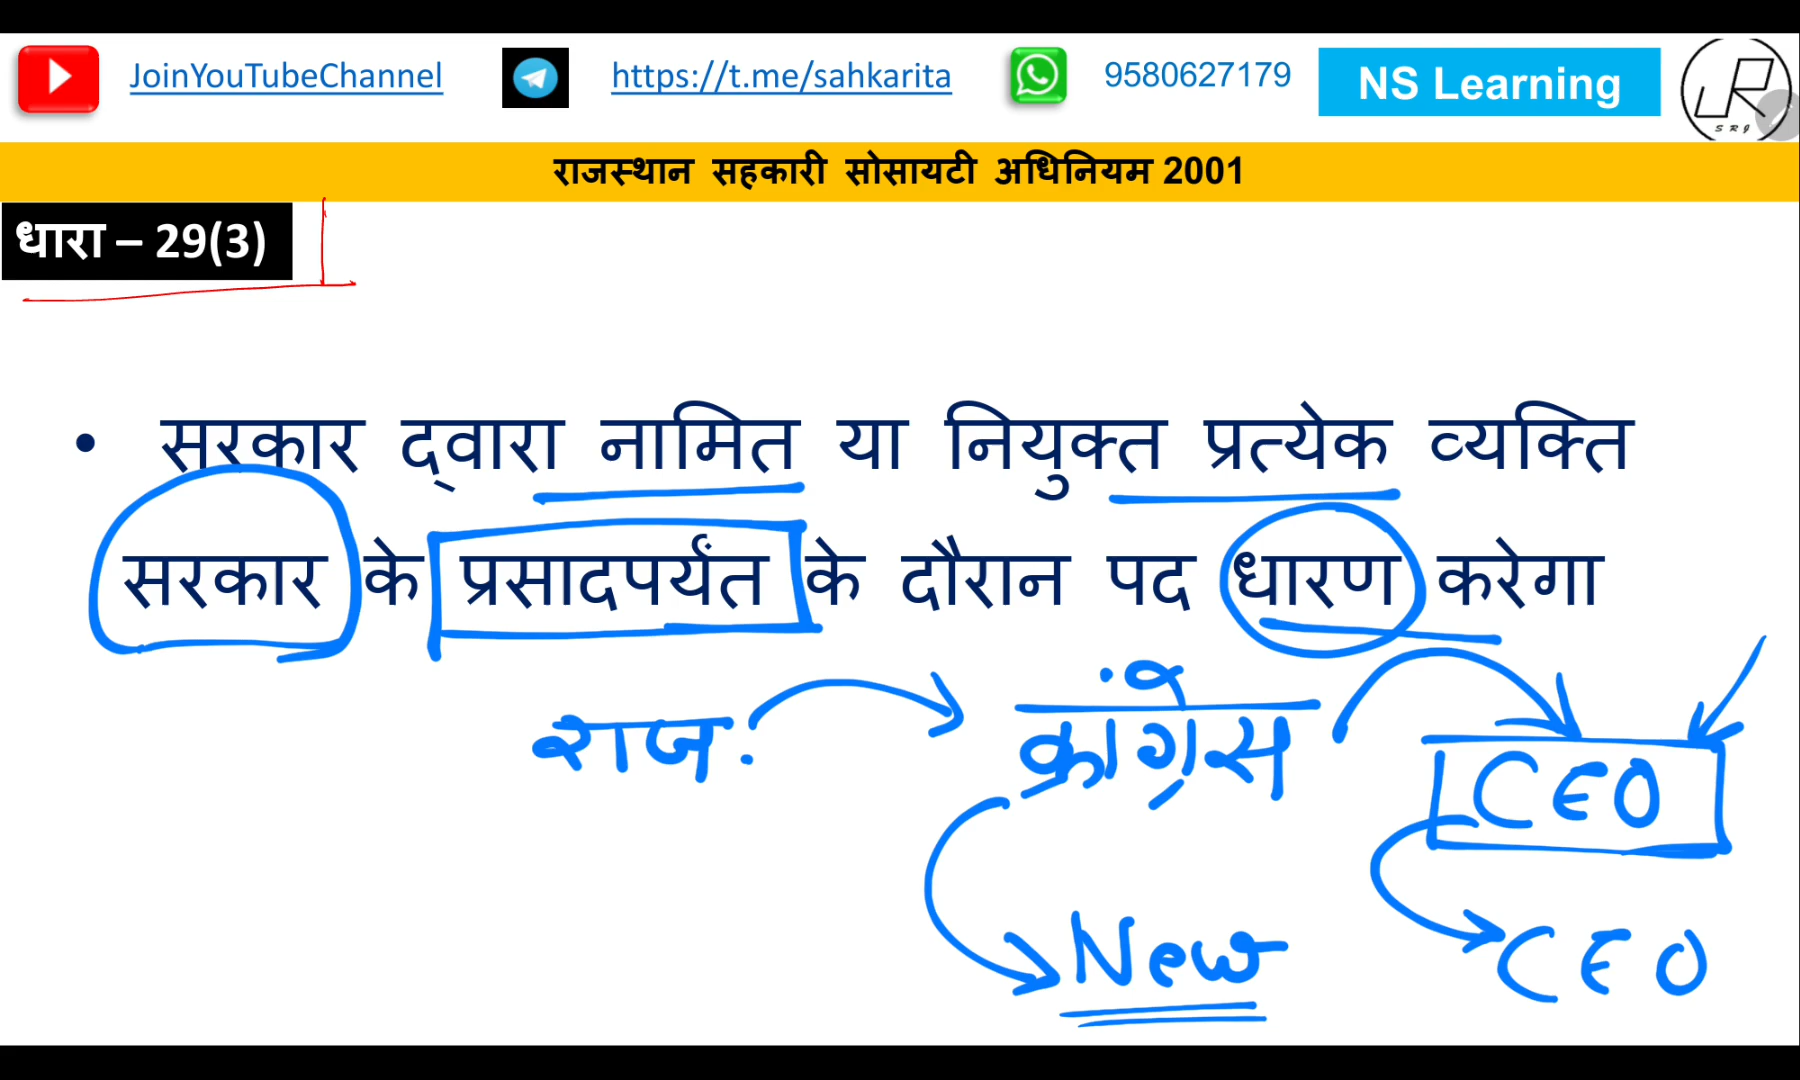 JoinYouTubeChannel https://t.me/sahkarita 9580627179 NS Learning
S R J
राजस्थान सहकारी सोसायटी अधिनियम 2001
धारा – 29(3)
• सरकार द्वारा नामित या नियुक्त प्रत्येक व्यक्ति
सरकार के प्रसादपर्यंत के दौरान पद धारण करेगा
राज. कांग्रेस CEO
New CEO